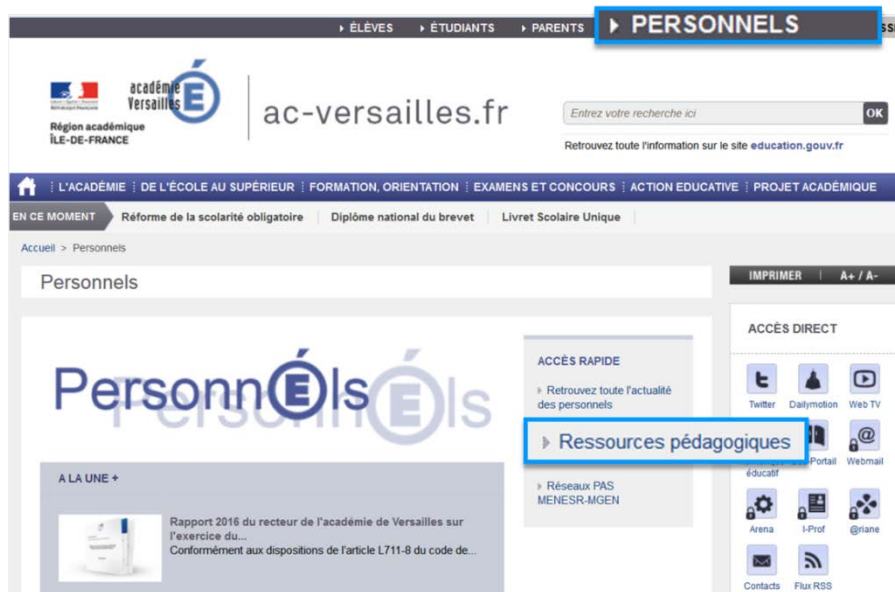 ÉLÈVES
ÉTUDIANTS
PARENTS
PERSONNELS
académie
Versailles
É
Région académique
ÎLE-DE-FRANCE
ac-versailles.fr
Entrez votre recherche ici
OK
Retrouvez toute l'information sur le site education.gouv.fr
L'ACADÉMIE
DE L'ÉCOLE AU SUPÉRIEUR
FORMATION, ORIENTATION
EXAMENS ET CONCOURS
ACTION EDUCATIVE
PROJET ACADÉMIQUE
EN CE MOMENT
Réforme de la scolarité obligatoire
Diplôme national du brevet
Livret Scolaire Unique
Accueil > Personnels
Personnels
IMPRIMER
A+ / A-
PersonnÉls
PersonnÉls
ACCÈS RAPIDE
Retrouvez toute l'actualité
des personnels
Ressources pédagogiques
Réseaux PAS
MENESR-MGEN
A LA UNE +
Rapport 2016 du recteur de l'académie de Versailles sur
l'exercice du...
Conformément aux dispositions de l'article L711-8 du code de...
ACCÈS DIRECT
Twitter
Dailymotion
Web TV
éducatif
Portail
Webmail
Arena
I-Prof
@riane
Contacts
Flux RSS